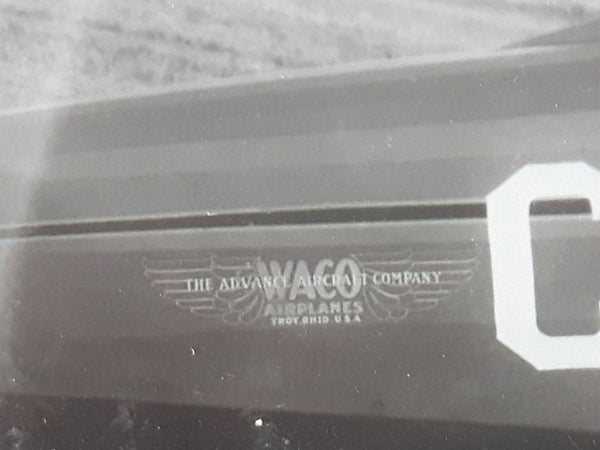 THE ADVANCE AIRCRAFT COMPANY
WACO
AIRPLANES
TROY, OHIO U.S.A
C